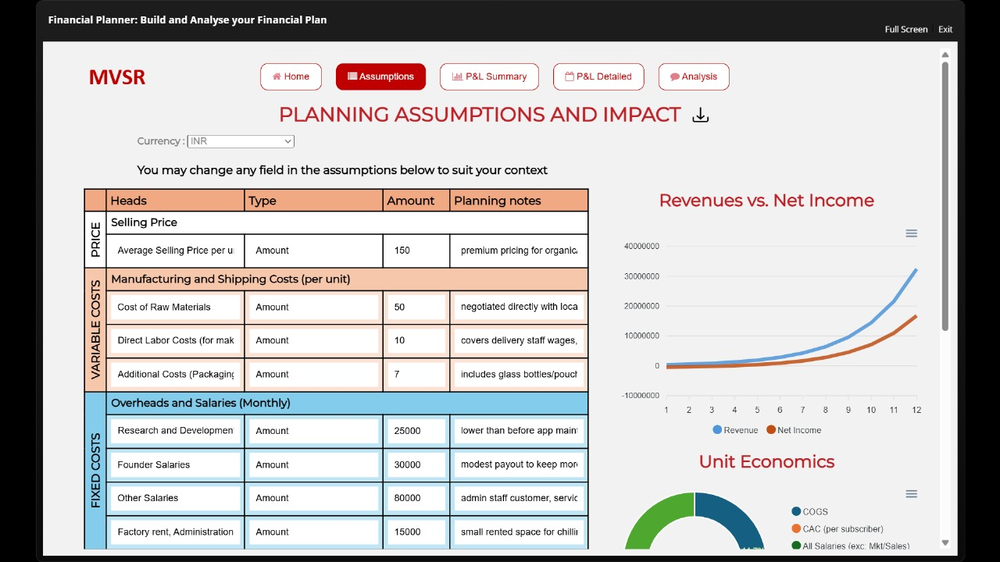 Financial Planner: Build and Analyse your Financial Plan
Full Screen Exit
MVSR
Home Assumptions P&L Summary P&L Detailed Analysis
PLANNING ASSUMPTIONS AND IMPACT
Currency : INR
You may change any field in the assumptions below to suit your context
Heads Type Amount Planning notes
PRICE
Selling Price
Average Selling Price per u Amount 150 premium pricing for organic
VARIABLE COSTS
Manufacturing and Shipping Costs (per unit)
Cost of Raw Materials Amount 50 negotiated directly with loca
Direct Labor Costs (for mak Amount 10 covers delivery staff wages,
Additional Costs (Packaging Amount 7 includes glass bottles/pouch
FIXED COSTS
Overheads and Salaries (Monthly)
Research and Developmen Amount 25000 lower than before app main
Founder Salaries Amount 30000 modest payout to keep mor
Other Salaries Amount 80000 admin staff customer, servic
Factory rent, Administration Amount 15000 small rented space for chilli
Revenues vs. Net Income
40000000
30000000
20000000
10000000
0
-10000000
1 2 3 4 5 6 7 8 9 10 11 12
Revenue Net Income
Unit Economics
COGS
CAC (per subscriber)
All Salaries (exc: Mkt/Sales)